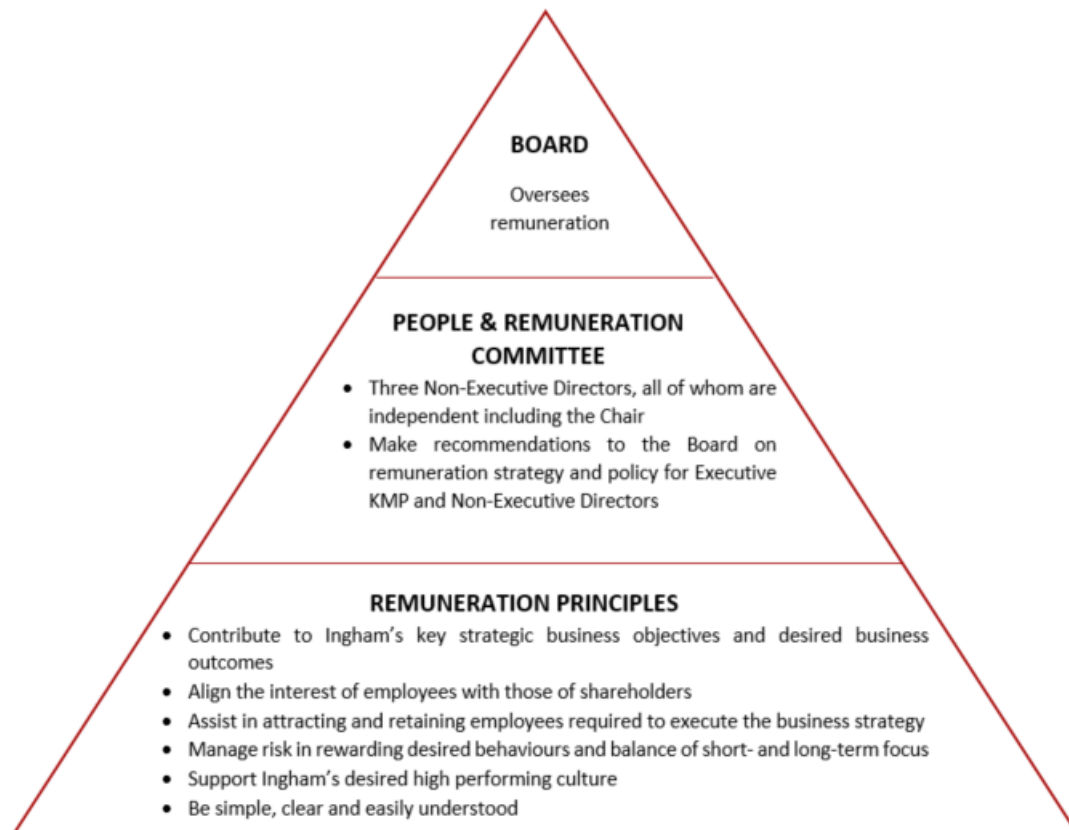 BOARD
Oversees
remuneration
PEOPLE & REMUNERATION
COMMITTEE
• Three Non-Executive Directors, all of whom are
independent including the Chair
• Make recommendations to the Board on
remuneration strategy and policy for Executive
KMP and Non-Executive Directors
REMUNERATION PRINCIPLES
• Contribute to Ingham’s key strategic business objectives and desired business
outcomes
• Align the interest of employees with those of shareholders
• Assist in attracting and retaining employees required to execute the business strategy
• Manage risk in rewarding desired behaviours and balance of short- and long-term focus
• Support Ingham’s desired high performing culture
• Be simple, clear and easily understood